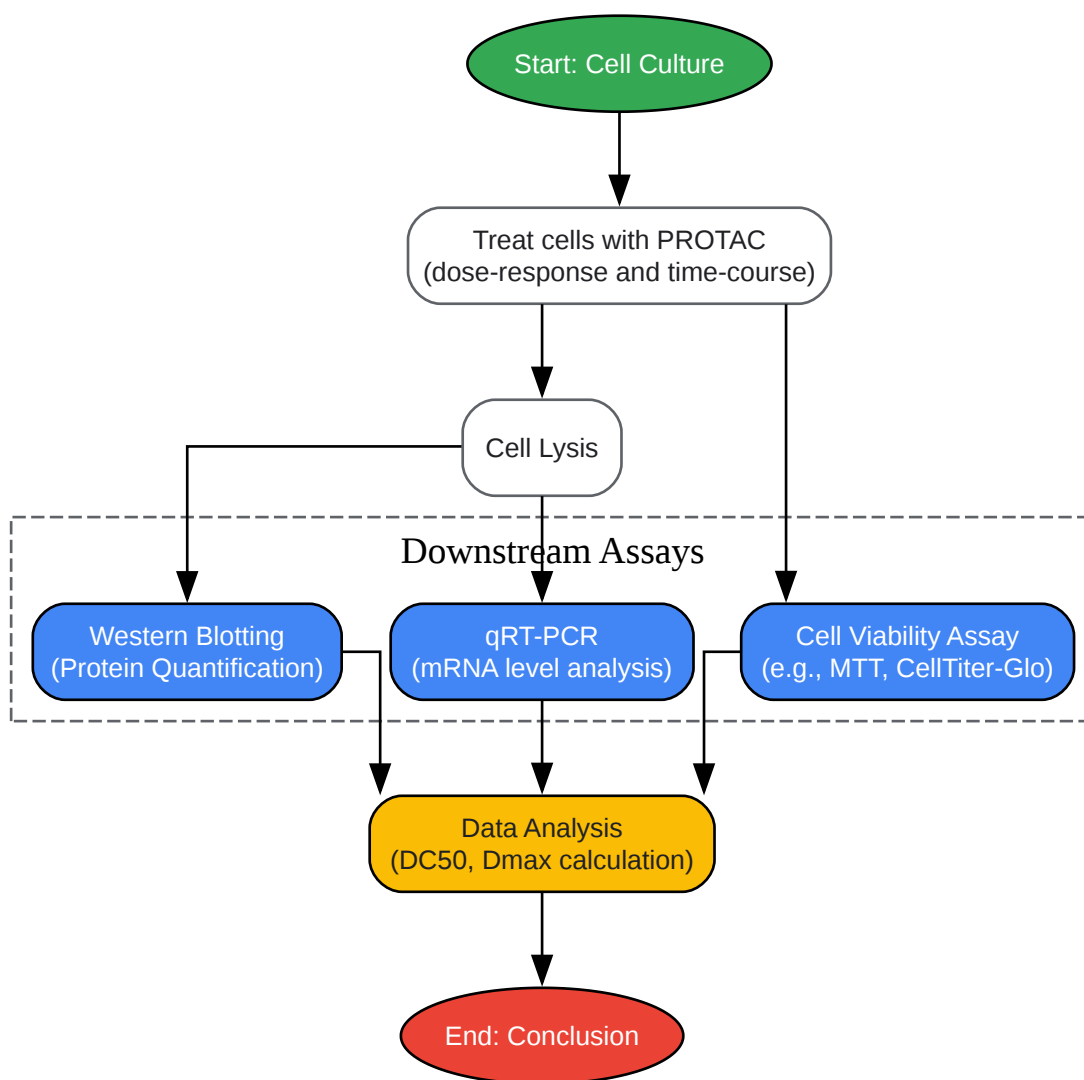 Start: Cell Culture
Treat cells with PROTAC
(dose-response and time-course)
Cell Lysis
Downstream Assays
Western Blotting
(Protein Quantification)
qRT-PCR
(mRNA level analysis)
Cell Viability Assay
(e.g., MTT, CellTiter-Glo)
Data Analysis
(DC50, Dmax calculation)
End: Conclusion